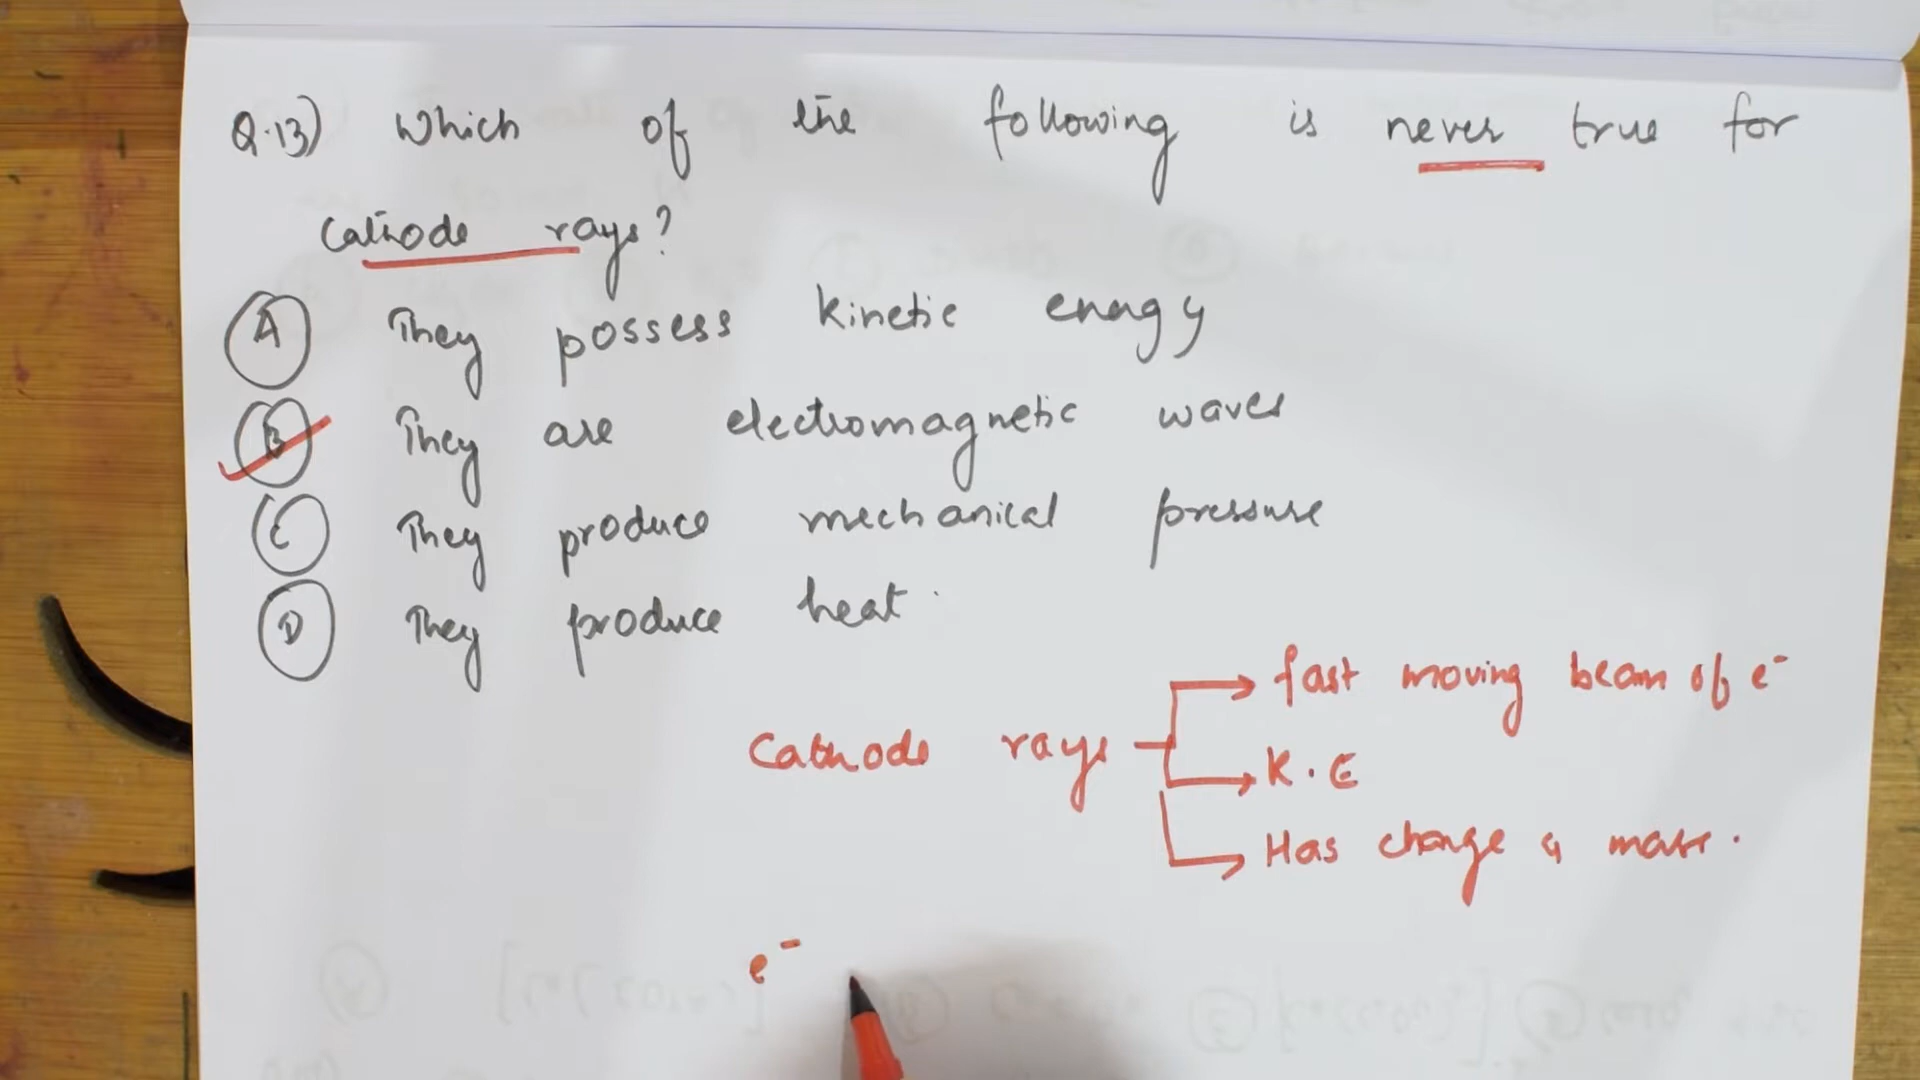 Q.13) Which of the following is never true for
Cathode rays?
A They possess kinetic energy
B They are electromagnetic waves
C They produce mechanical pressure
D They produce heat.
fast moving beam of e⁻
Cathode rays
K.E
Has charge & mass.
e⁻